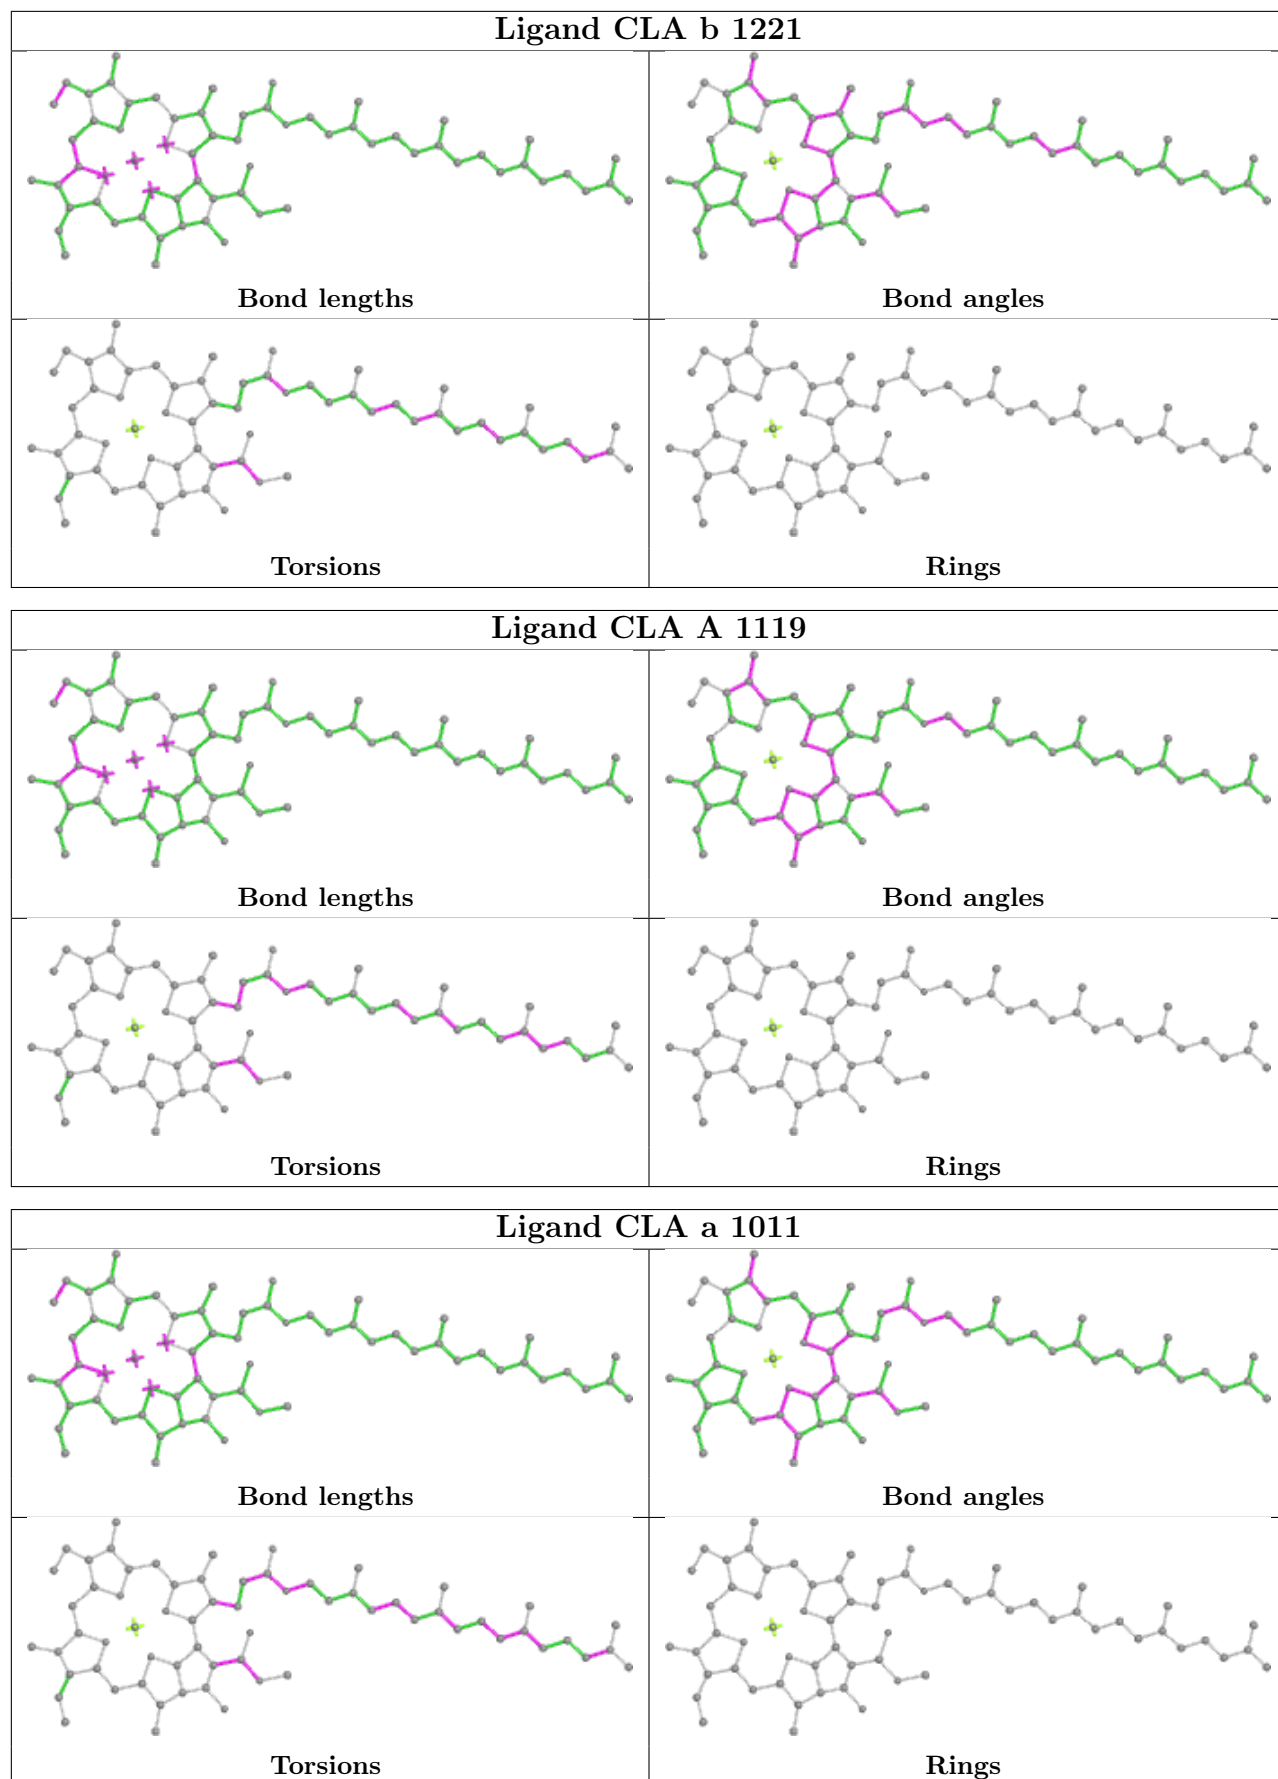 Ligand CLA b 1221
Bond lengths
Bond angles
Torsions
Rings
Ligand CLA A 1119
Bond lengths
Bond angles
Torsions
Rings
Ligand CLA a 1011
Bond lengths
Bond angles
Torsions
Rings